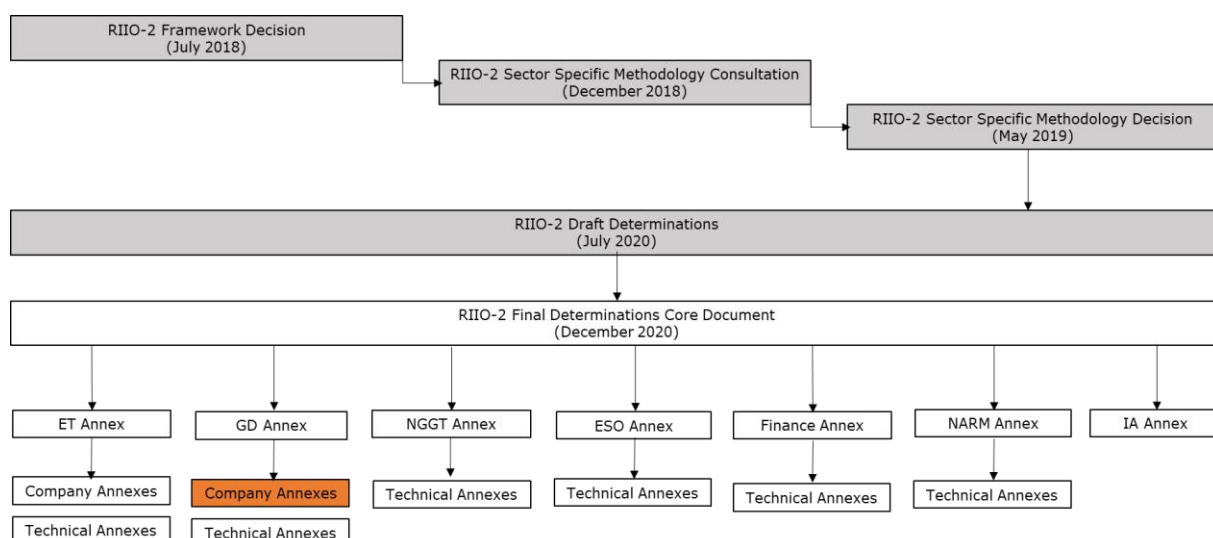 RIIO-2 Framework Decision
(July 2018)
RIIO-2 Sector Specific Methodology Consultation
(December 2018)
RIIO-2 Sector Specific Methodology Decision
(May 2019)
RIIO-2 Draft Determinations
(July 2020)
RIIO-2 Final Determinations Core Document
(December 2020)
ET Annex
GD Annex
NGGT Annex
ESO Annex
Finance Annex
NARM Annex
IA Annex
Company Annexes
Company Annexes
Technical Annexes
Technical Annexes
Technical Annexes
Technical Annexes
Technical Annexes
Technical Annexes